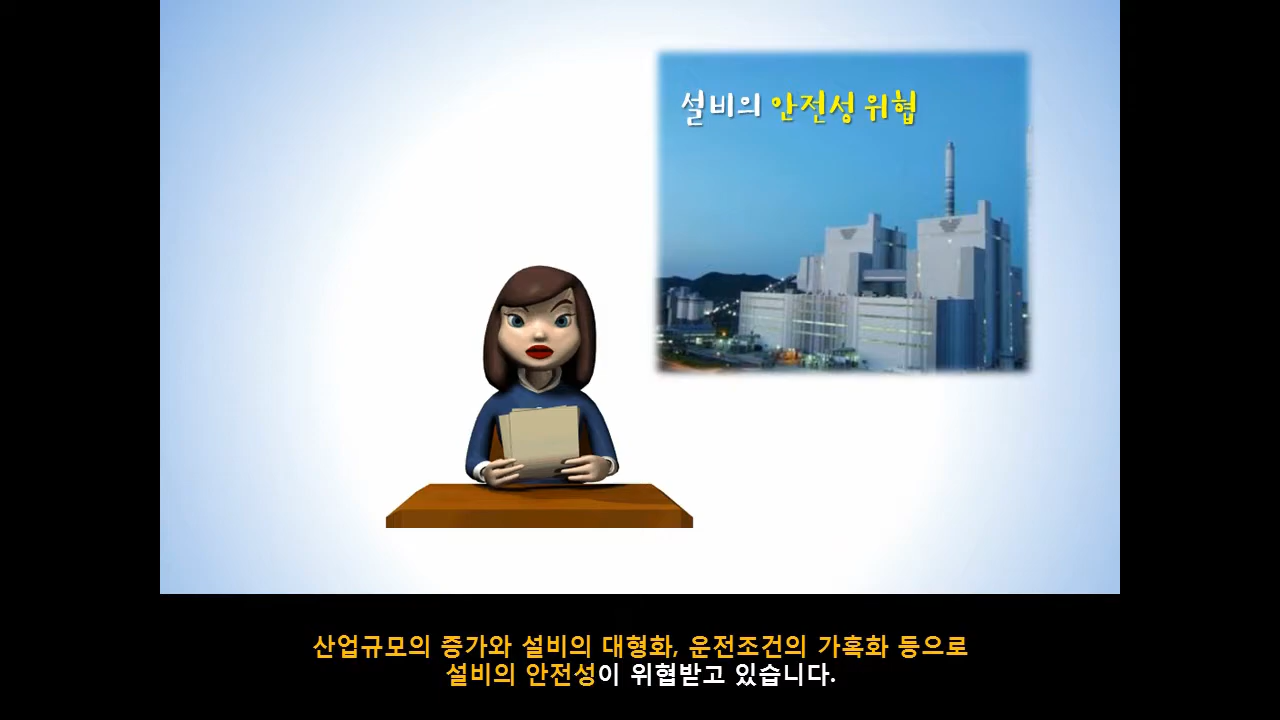 설비의 안전성 위협
산업규모의 증가와 설비의 대형화, 운전조건의 가혹화 등으로
설비의 안전성이 위협받고 있습니다.